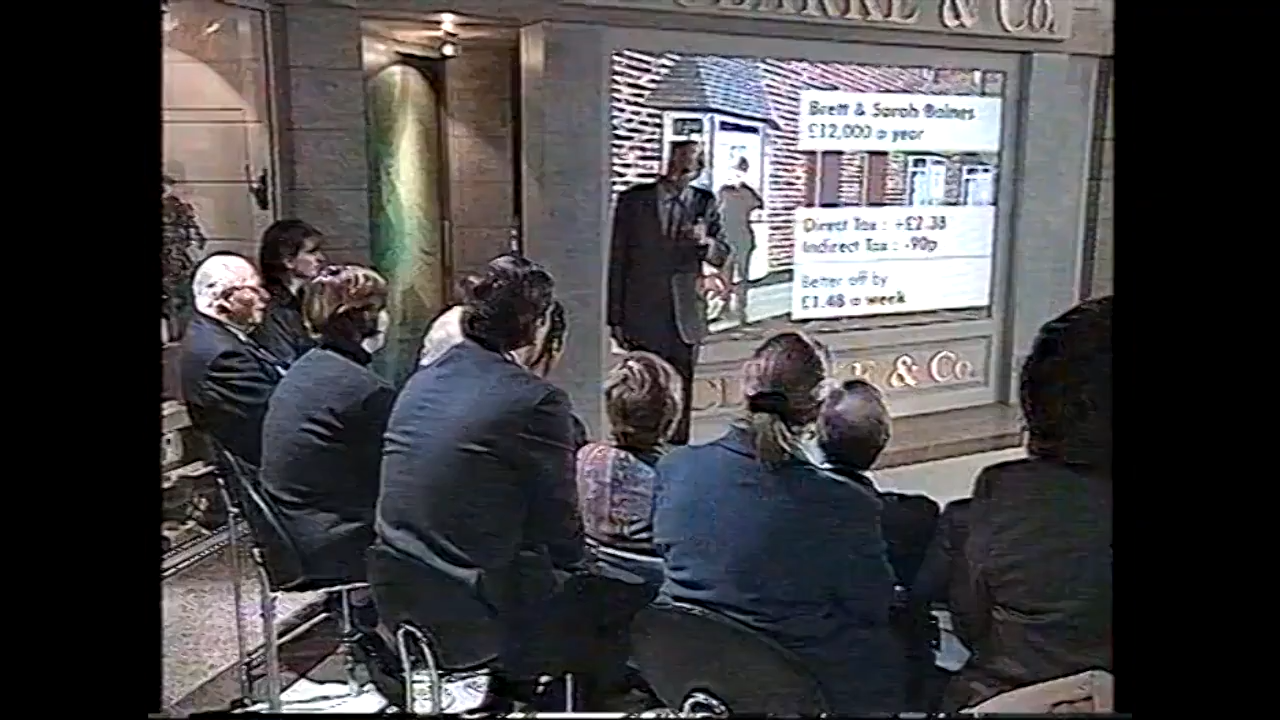 & Co.
Brett & Sarah Baines
£12,000 a year
Direct Tax : +£2.38
Indirect Tax : -90p
Better off by
£1.48 a week
& Co.